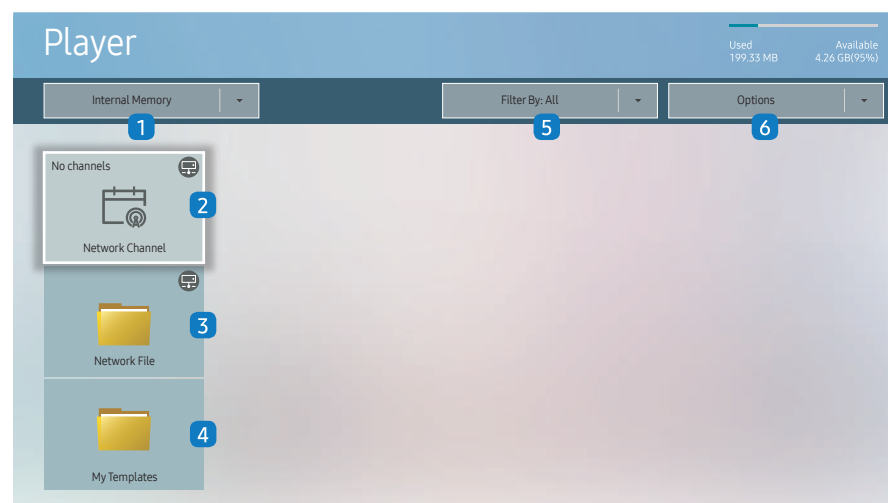 Player
Used Available
199.33 MB 4.26 GB(95%)
Internal Memory Filter By: All Options
1 5 6
No channels
2
Network Channel
3
Network File
4
My Templates